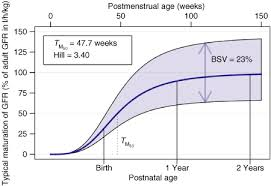 Postmenstrual age (weeks)
0 50 100 150
Typical maturation of GFR (% of adult GFR in l/h/kg)
150
125
100
75
50
25
0
TM50 = 47.7 weeks
Hill = 3.40
BSV = 23%
TM50
Birth 1 Year 2 Years
Postnatal age